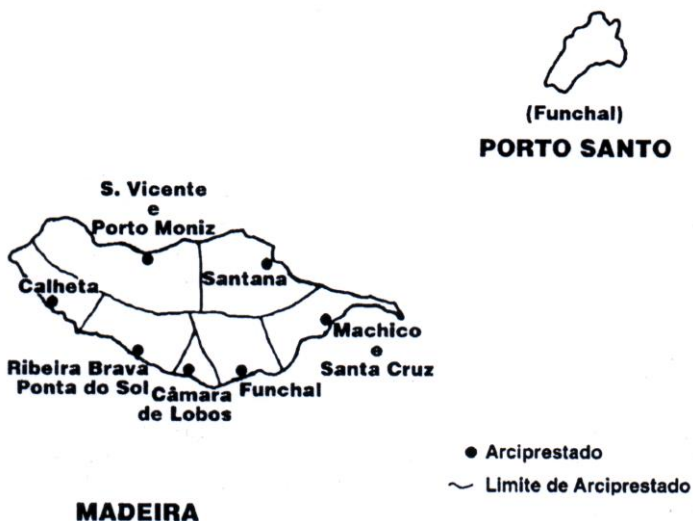 (Funchal)
PORTO SANTO
S. Vicente
e
Porto Moniz
Santana
Calheta
Machico
e
Santa Cruz
Ribeira Brava
Ponta do Sol
Câmara
de Lobos
Funchal
Arciprestado
Limite de Arciprestado
MADEIRA